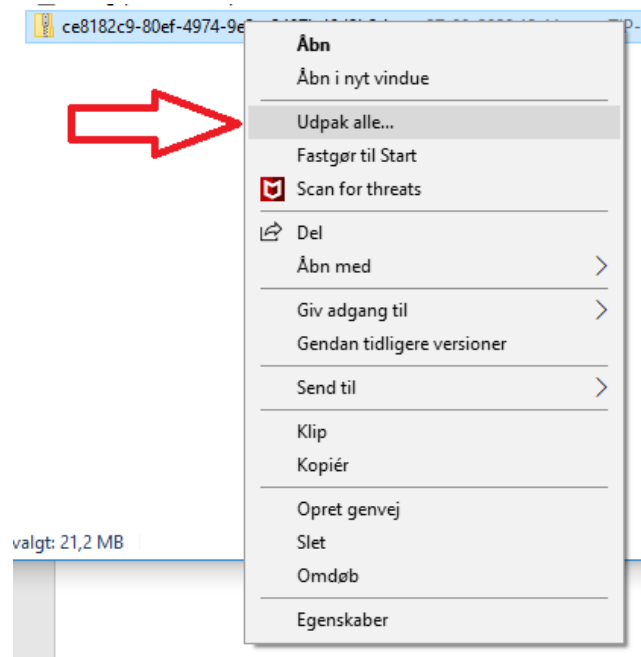 ce8182c9-80ef-4974-9e
Åbn
Åbn i nyt vindue
Udpak alle...
Fastgør til Start
Scan for threats
Del
Åbn med
Giv adgang til
Gendan tidligere versioner
Send til
Klip
Kopiér
Opret genvej
valgt: 21,2 MB
Slet
Omdøb
Egenskaber